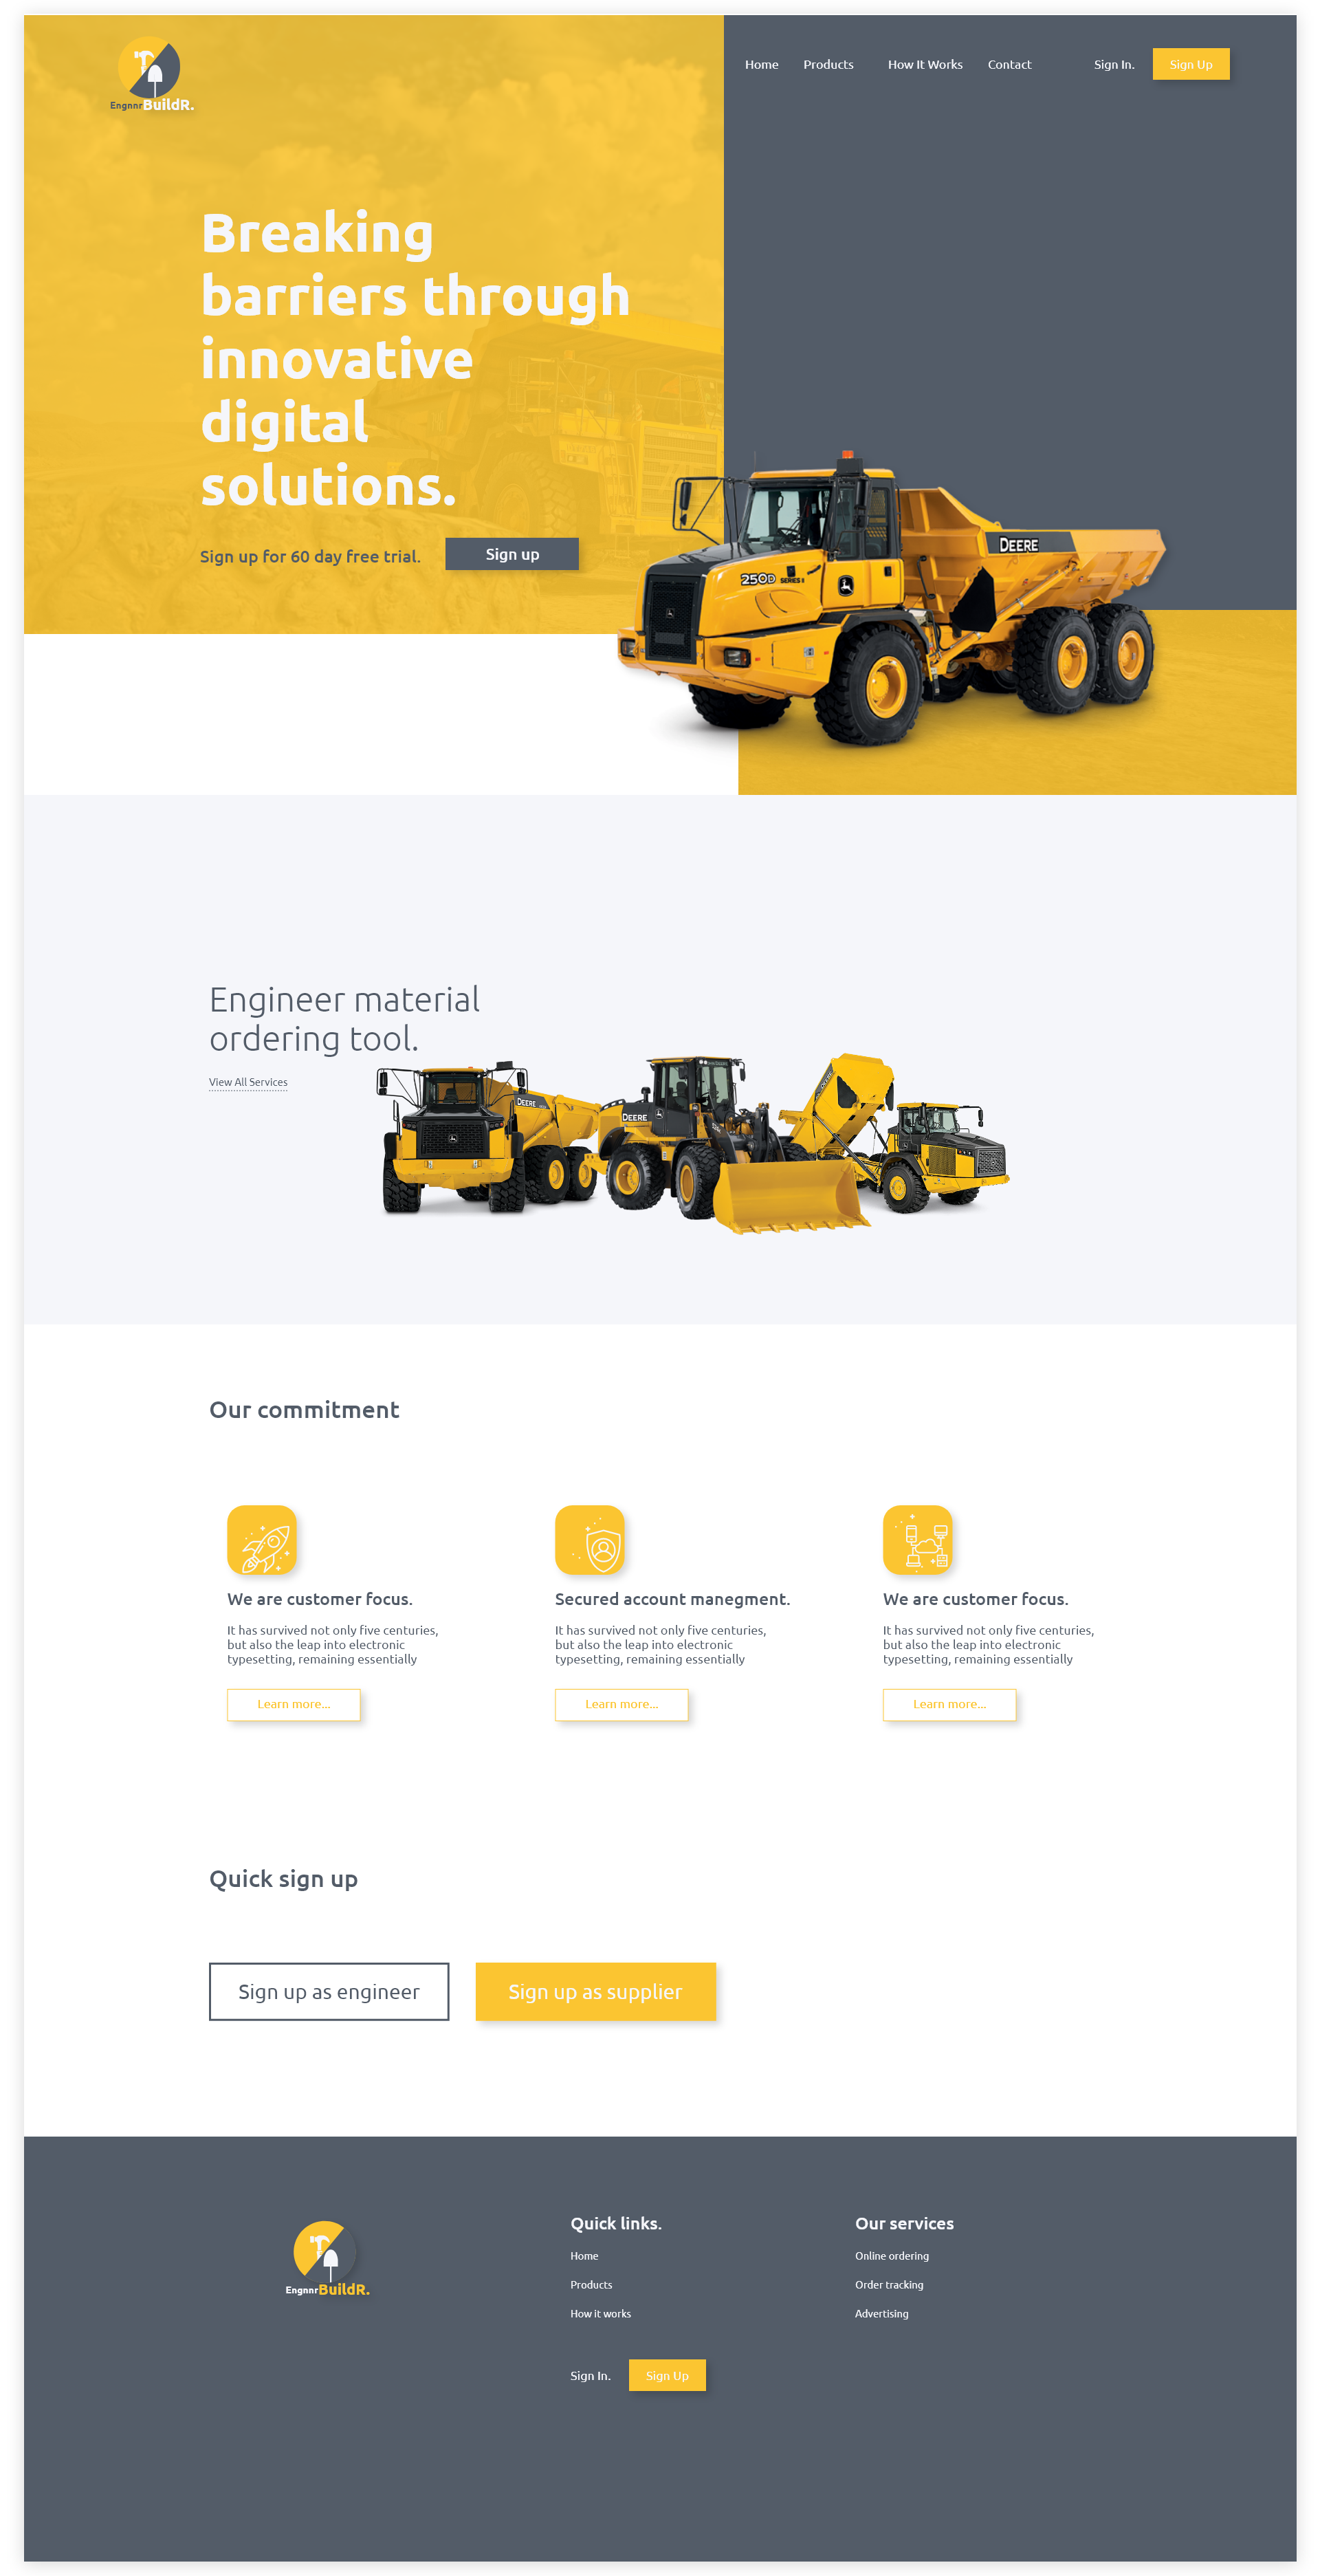 Home Products How It Works Contact Sign In. Sign Up
EngnnrBuildR.
Breaking
barriers through
innovative
digital
solutions.
Sign up for 60 day free trial. Sign up
DEERE
250D SERIES II
Engineer material
ordering tool.
View All Services
DEERE
DEERE
DEERE
Our commitment
We are customer focus.
It has survived not only five centuries,
but also the leap into electronic
typesetting, remaining essentially
Learn more...
Secured account manegment.
It has survived not only five centuries,
but also the leap into electronic
typesetting, remaining essentially
Learn more...
We are customer focus.
It has survived not only five centuries,
but also the leap into electronic
typesetting, remaining essentially
Learn more...
Quick sign up
Sign up as engineer
Sign up as supplier
EngnnrBuildR.
Quick links.
Home
Products
How it works
Sign In. Sign Up
Our services
Online ordering
Order tracking
Advertising